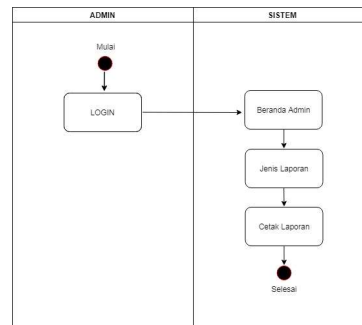 ADMIN
SISTEM
Mulai
LOGIN
Beranda Admin
Jenis Laporan
Cetak Laporan
Selesai